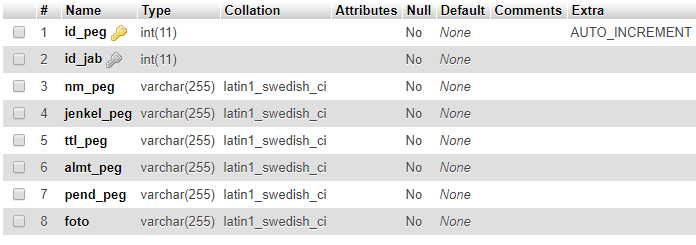 # Name Type Collation Attributes Null Default Comments Extra
1 id_peg int(11) No None AUTO_INCREMENT
2 id_jab int(11) No None
3 nm_peg varchar(255) latin1_swedish_ci No None
4 jenkel_peg varchar(255) latin1_swedish_ci No None
5 ttl_peg varchar(255) latin1_swedish_ci No None
6 almt_peg varchar(255) latin1_swedish_ci No None
7 pend_peg varchar(255) latin1_swedish_ci No None
8 foto varchar(255) latin1_swedish_ci No None